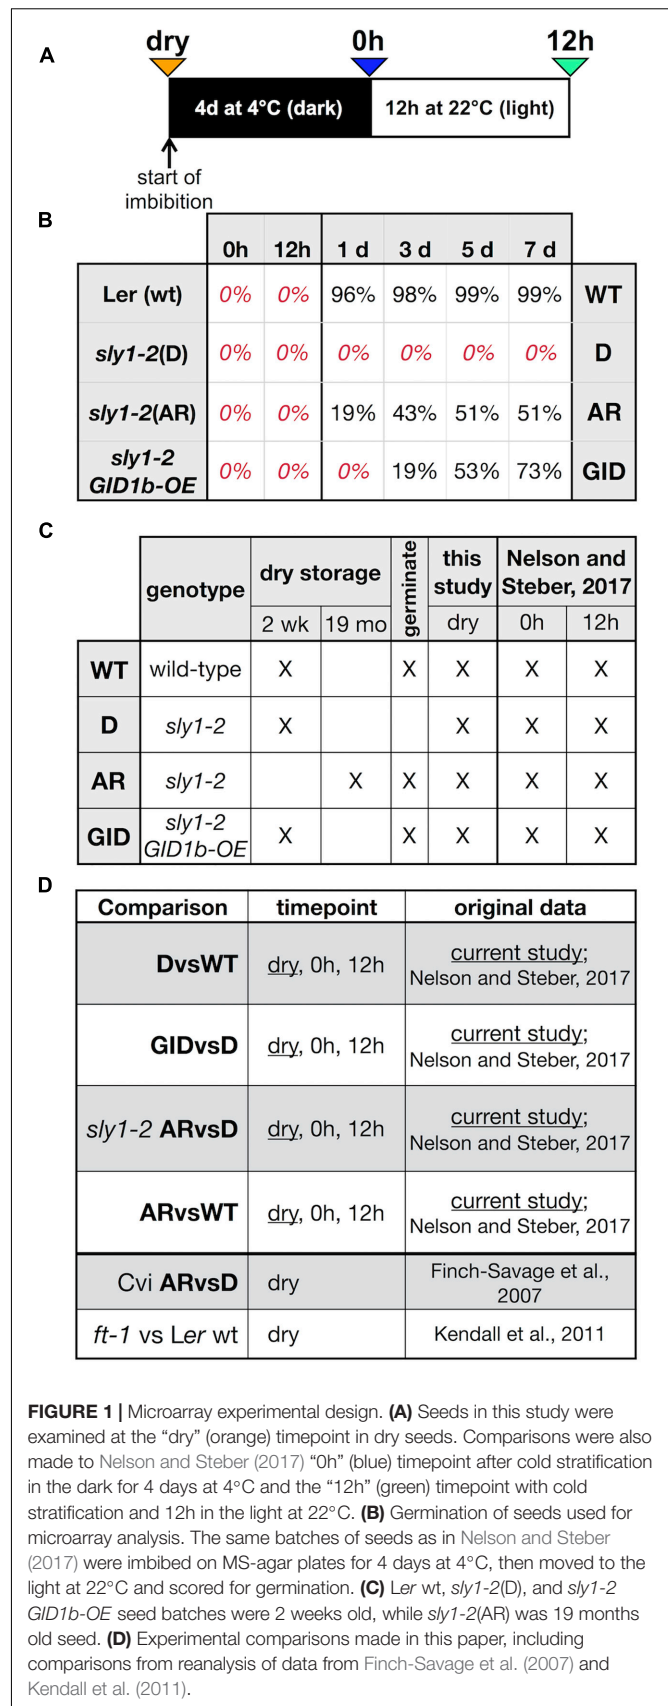 A
dry 0h 12h
4d at 4°C (dark) 12h at 22°C (light)
start of
imbibition
B
0h 12h 1 d 3 d 5 d 7 d
Ler (wt) 0% 0% 96% 98% 99% 99% WT
sly1-2(D) 0% 0% 0% 0% 0% 0% D
sly1-2(AR) 0% 0% 19% 43% 51% 51% AR
sly1-2
GID1b-OE 0% 0% 0% 19% 53% 73% GID
C
genotype dry storage germinate this study Nelson and Steber, 2017
2 wk 19 mo dry 0h 12h
WT wild-type X X X X X
D sly1-2 X X X X
AR sly1-2 X X X X X
GID sly1-2 GID1b-OE X X X X X
D
Comparison timepoint original data
DvsWT dry, 0h, 12h current study;
Nelson and Steber, 2017
GIDvsD dry, 0h, 12h current study;
Nelson and Steber, 2017
sly1-2 ARvsD dry, 0h, 12h current study;
Nelson and Steber, 2017
ARvsWT dry, 0h, 12h current study;
Nelson and Steber, 2017
Cvi ARvsD dry Finch-Savage et al.,
2007
ft-1 vs Ler wt dry Kendall et al., 2011
FIGURE 1 | Microarray experimental design. (A) Seeds in this study were
examined at the “dry” (orange) timepoint in dry seeds. Comparisons were also
made to Nelson and Steber (2017) “0h” (blue) timepoint after cold stratification
in the dark for 4 days at 4°C and the “12h” (green) timepoint with cold
stratification and 12h in the light at 22°C. (B) Germination of seeds used for
microarray analysis. The same batches of seeds as in Nelson and Steber
(2017) were imbibed on MS-agar plates for 4 days at 4°C, then moved to the
light at 22°C and scored for germination. (C) Ler wt, sly1-2(D), and sly1-2
GID1b-OE seed batches were 2 weeks old, while sly1-2(AR) was 19 months
old seed. (D) Experimental comparisons made in this paper, including
comparisons from reanalysis of data from Finch-Savage et al. (2007) and
Kendall et al. (2011).